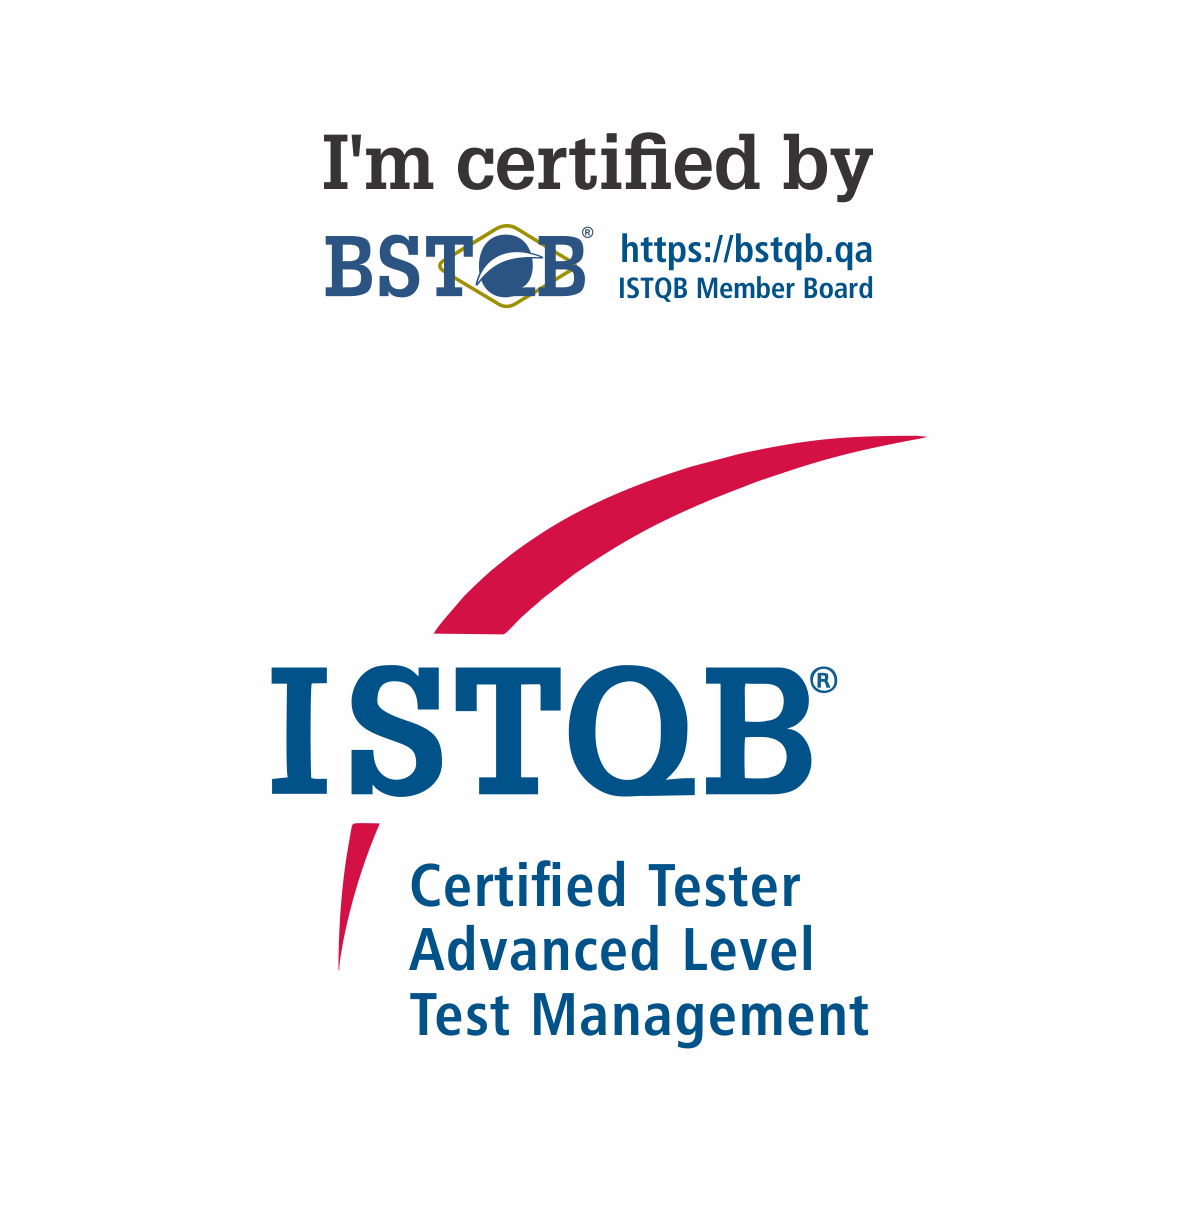 I'm certified by
BSTQB® https://bstqb.qa
ISTQB Member Board
ISTQB®
Certified Tester
Advanced Level
Test Management